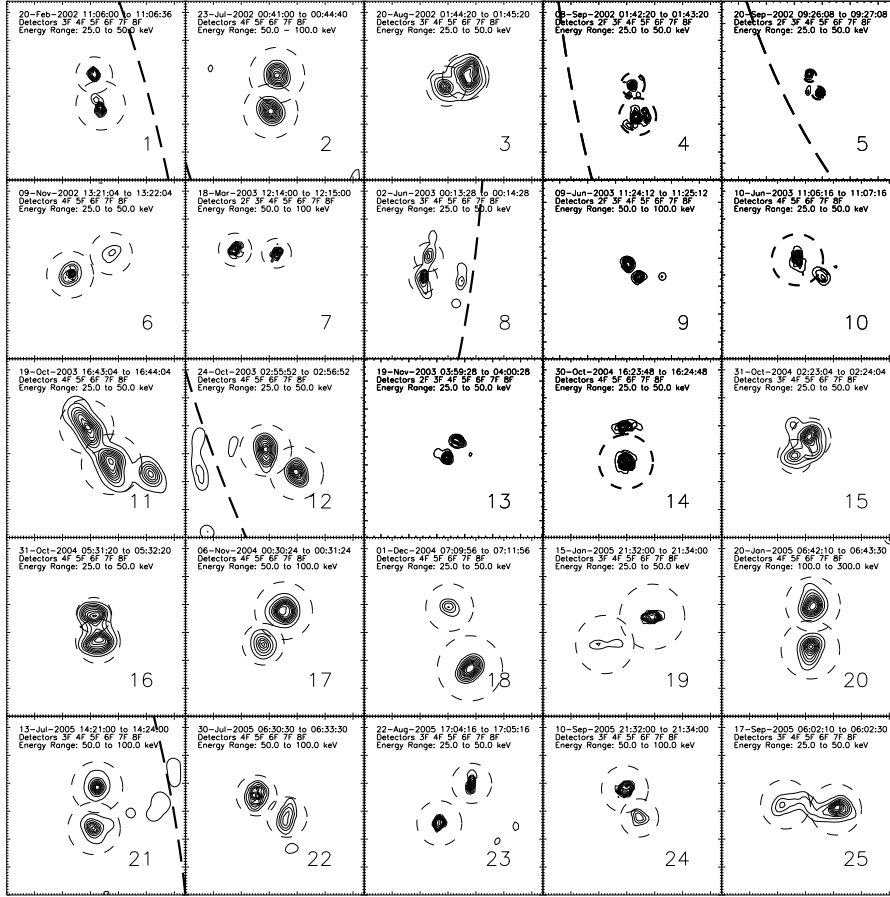 20-Feb-2002 11:06:00 to 11:06:36
Detectors 3F 4F 5F 6F 7F 8F
Energy Range: 25.0 to 50.0 keV
1
23-Jul-2002 00:41:00 to 00:44:40
Detectors 4F 5F 6F 7F 8F
Energy Range: 50.0 - 100.0 keV
2
20-Aug-2002 01:44:20 to 01:45:20
Detectors 3F 4F 5F 6F 7F 8F
Energy Range: 25.0 to 50.0 keV
3
08-Sep-2002 01:42:20 to 01:43:20
Detectors 2F 3F 4F 5F 6F 7F 8F
Energy Range: 25.0 to 50.0 keV
4
20-Sep-2002 09:26:08 to 09:27:08
Detectors 2F 3F 4F 5F 6F 7F 8F
Energy Range: 25.0 to 50.0 keV
5
09-Nov-2002 13:21:04 to 13:22:04
Detectors 4F 5F 6F 7F 8F
Energy Range: 25.0 to 50.0 keV
6
18-Mar-2003 12:14:00 to 12:15:00
Detectors 2F 3F 4F 5F 6F 7F 8F
Energy Range: 50.0 to 100 keV
7
02-Jun-2003 00:13:28 to 00:14:28
Detectors 3F 4F 5F 6F 7F 8F
Energy Range: 25.0 to 50.0 keV
8
09-Jun-2003 11:24:12 to 11:25:12
Detectors 2F 3F 4F 5F 6F 7F 8F
Energy Range: 50.0 to 100.0 keV
9
10-Jun-2003 11:06:16 to 11:07:16
Detectors 2F 3F 4F 5F 6F 7F 8F
Energy Range: 25.0 to 50.0 keV
10
19-Oct-2003 16:43:04 to 16:44:04
Detectors 4F 5F 6F 7F 8F
Energy Range: 25.0 to 50.0 keV
11
24-Oct-2003 02:55:52 to 02:56:52
Detectors 4F 5F 6F 7F 8F
Energy Range: 25.0 to 50,0 keV
12
19-Nov-2003 03:59:28 to 04:00:28
Detectors 2F 3F 4F 5F 6F 7F 8F
Energy Range: 25.0 to 50.0 keV
13
30-Oct-2004 16:23:48 to 16:24:48
Detectors 4F 5F 6F 7F 8F
Energy Range: 25.0 to 50.0 keV
14
31-Oct-2004 02:23:04 to 02:24:04
Detectors 3F 4F 5F 6F 7F 8F
Energy Range: 25.0 to 50.0 keV
15
31-Oct-2004 05:31:20 to 05:32:20
Detectors 4F 5F 6F 7F 8F
Energy Range: 25.0 to 50.0 keV
16
06-Nov-2004 00:30:24 to 00:31:24
Detectors 4F 5F 6F 7F 8F
Energy Range: 50.0 to 100.0 keV
17
01-Dec-2004 07:09:56 to 07:11:56
Detectors 4F 5F 6F 7F 8F
Energy Range: 25.0 to 50.0 keV
18
15-Jan-2005 21:32:00 to 21:34:00
Detectors 3F 4F 5F 6F 7F 8F
Energy Range: 25.0 to 50.0 keV
19
20-Jan-2005 06:42:10 to 06:43:30
Detectors 4F 5F 6F 7F 8F
Energy Range: 100.0 to 300.0 keV
20
13-Jul-2005 14:21:00 to 14:24:00
Detectors 3F 4F 5F 6F 7F 8F
Energy Range: 50.0 to 100.0 keV
21
30-Jul-2005 06:30:30 to 06:33:30
Detectors 3F 4F 5F 6F 7F 8F
Energy Range: 50.0 to 100.0 keV
22
22-Aug-2005 17:04:16 to 17:05:16
Detectors 3F 4F 5F 6F 7F 8F
Energy Range: 25.0 to 50.0 keV
23
10-Sep-2005 21:32:00 to 21:34:00
Detectors 3F 4F 5F 6F 7F 8F
Energy Range: 50.0 to 100.0 keV
24
17-Sep-2005 06:02:10 to 06:02:30
Detectors 3F 4F 5F 6F 7F 8F
Energy Range: 25.0 to 50.0 keV
25